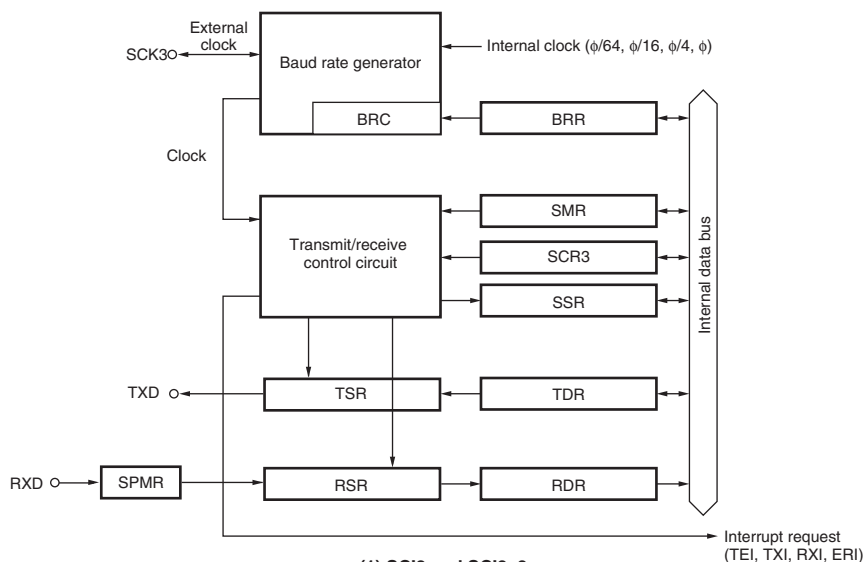 External
clock
SCK3
Baud rate generator
Internal clock (ϕ/64, ϕ/16, ϕ/4, ϕ)
BRC
BRR
Clock
Transmit/receive
control circuit
SMR
SCR3
SSR
Internal data bus
TXD
TSR
TDR
RXD
SPMR
RSR
RDR
Interrupt request
(TEI, TXI, RXI, ERI)